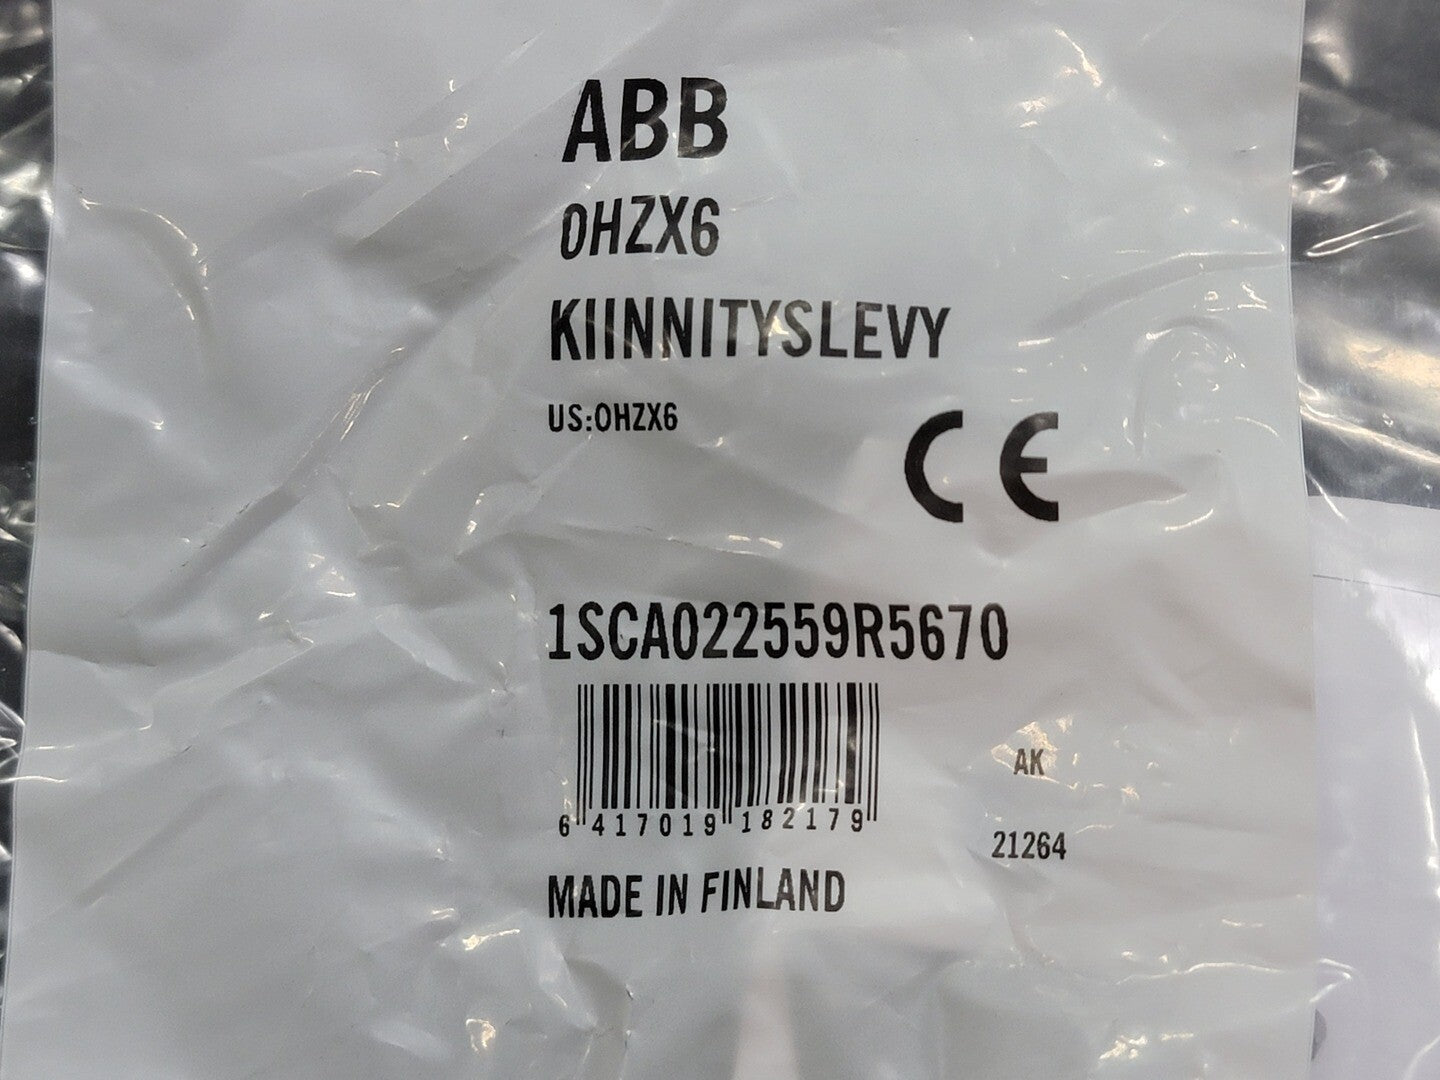 ABB
OHZX6
KIINNITYSLEVY
US:OHZX6
CE
1SCA022559R5670
6 417019 182179
AK
21264
MADE IN FINLAND